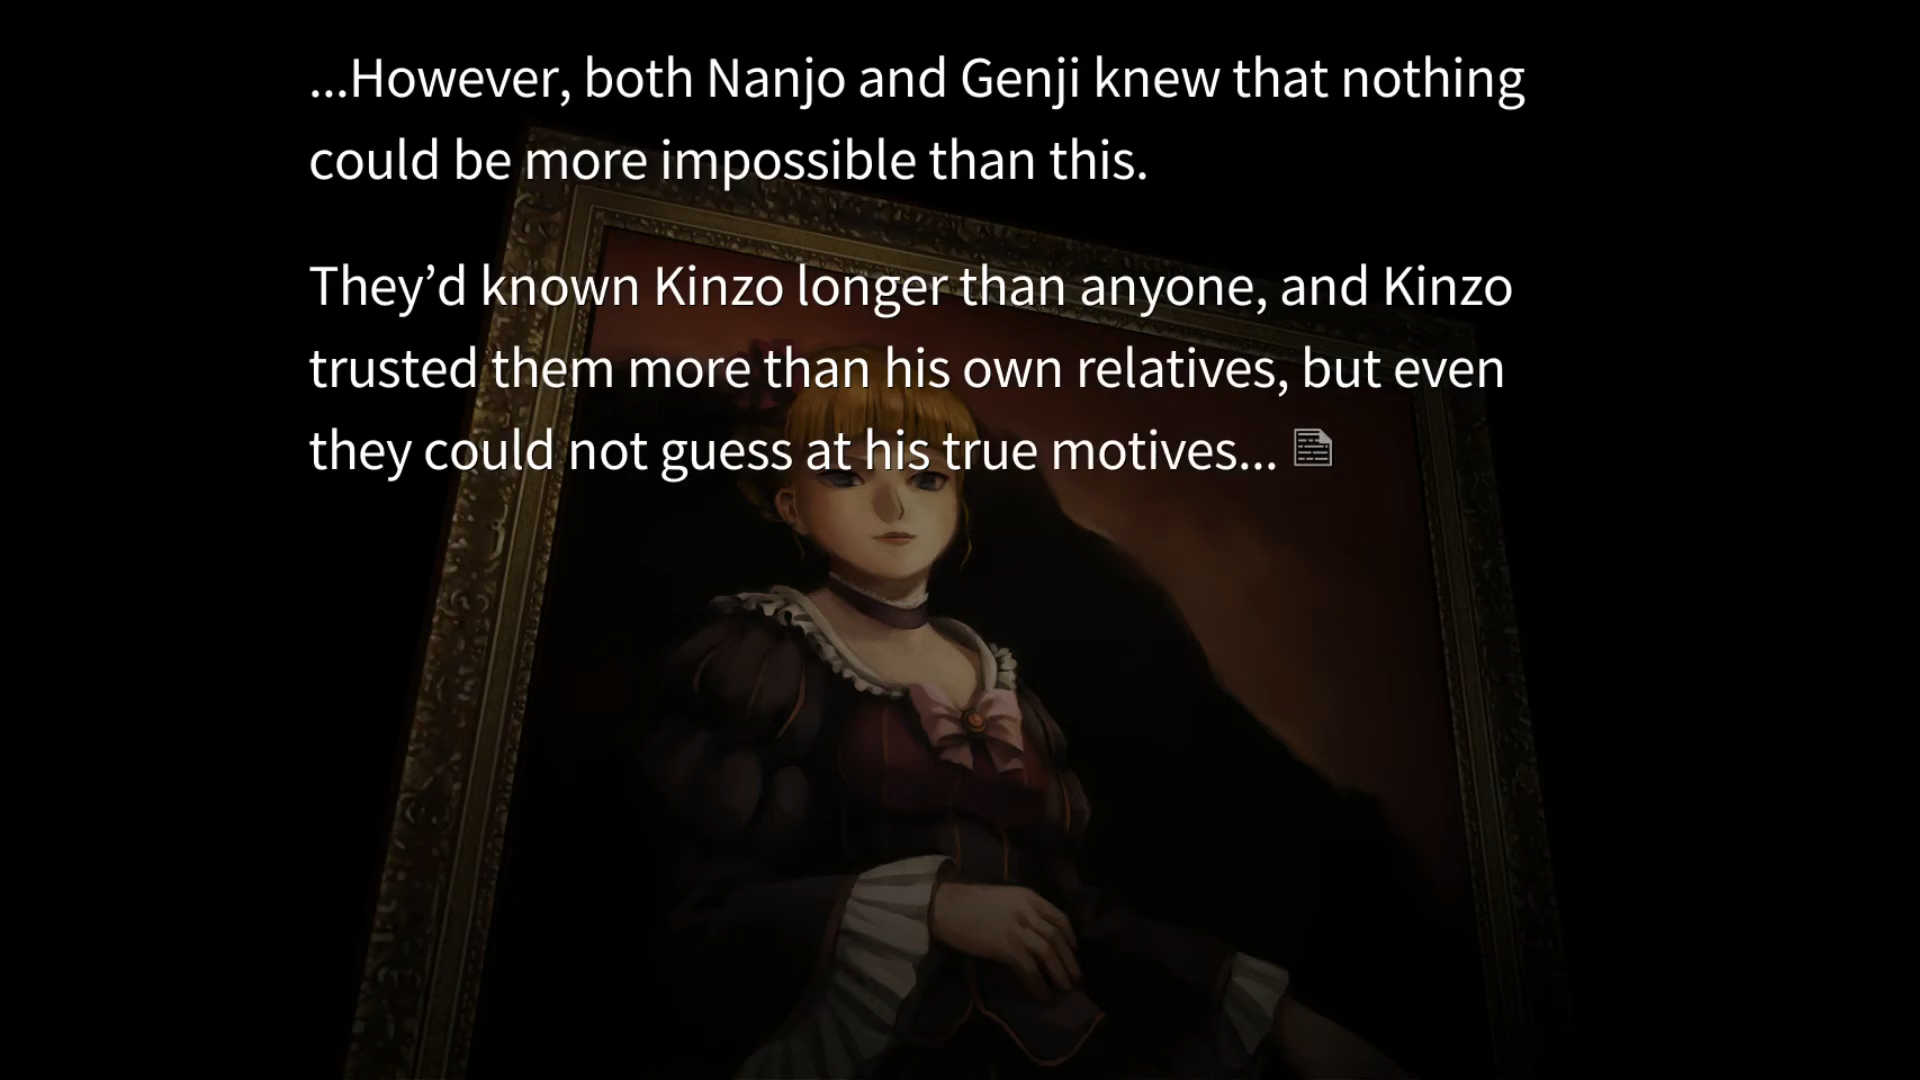 ...However, both Nanjo and Genji knew that nothing
could be more impossible than this.
They’d known Kinzo longer than anyone, and Kinzo
trusted them more than his own relatives, but even
they could not guess at his true motives...